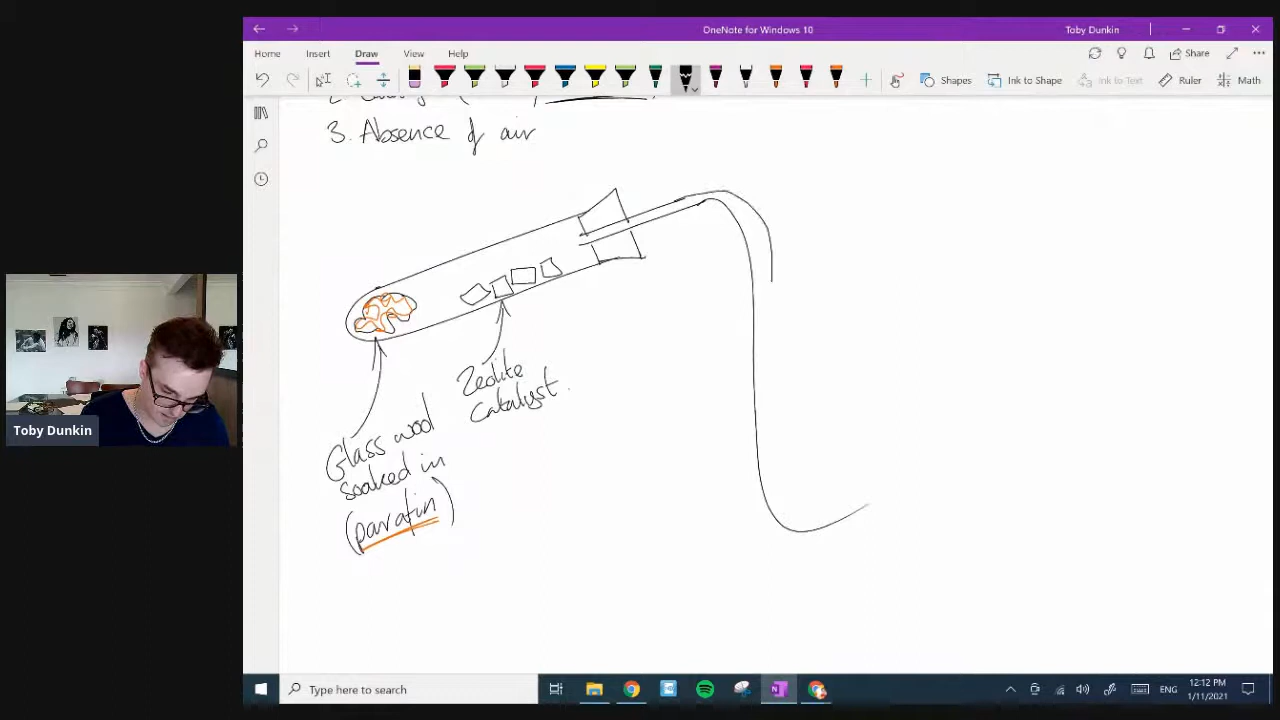 OneNote for Windows 10
Toby Dunkin
Home Insert Draw View Help
Share
Shapes Ink to Shape Ink to Text Ruler Math
2.
3. Absence of air
Zeolite
Catalyst.
Glass wool
soaked in
(parafin)
Toby Dunkin
Type here to search
ENG
12:12 PM
1/11/2021